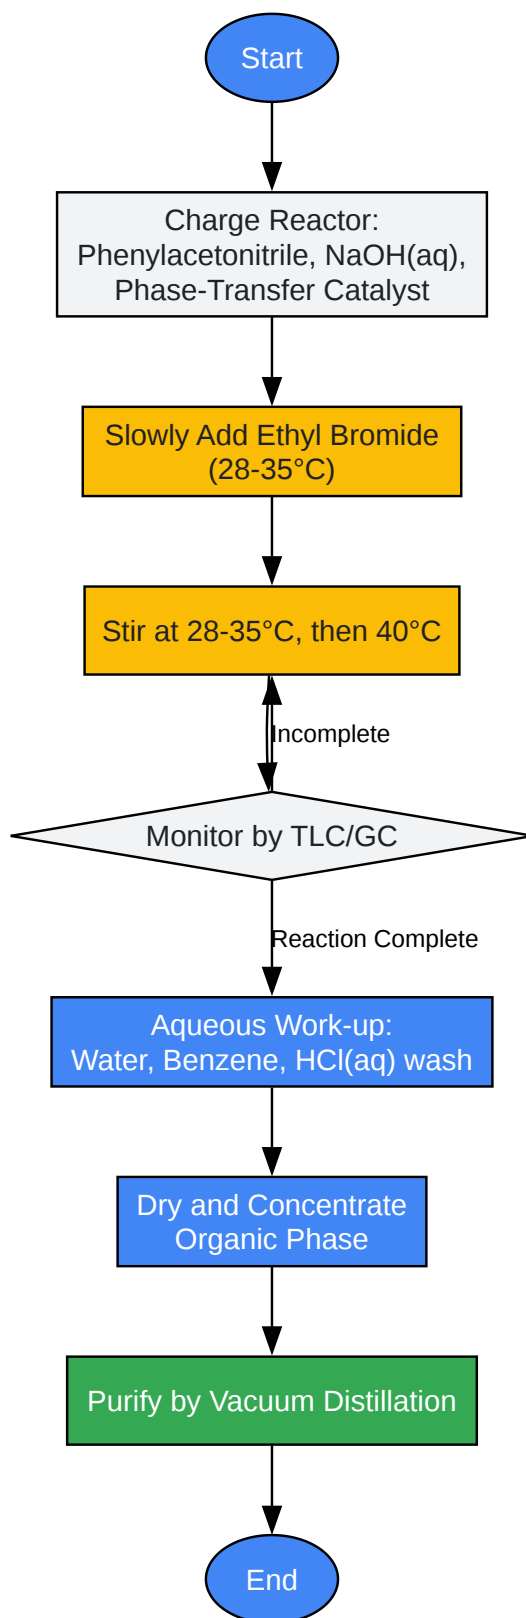 Start
Charge Reactor:
Phenylacetonitrile, NaOH(aq),
Phase-Transfer Catalyst
Slowly Add Ethyl Bromide
(28-35°C)
Stir at 28-35°C, then 40°C
Incomplete
Monitor by TLC/GC
Reaction Complete
Aqueous Work-up:
Water, Benzene, HCl(aq) wash
Dry and Concentrate
Organic Phase
Purify by Vacuum Distillation
End